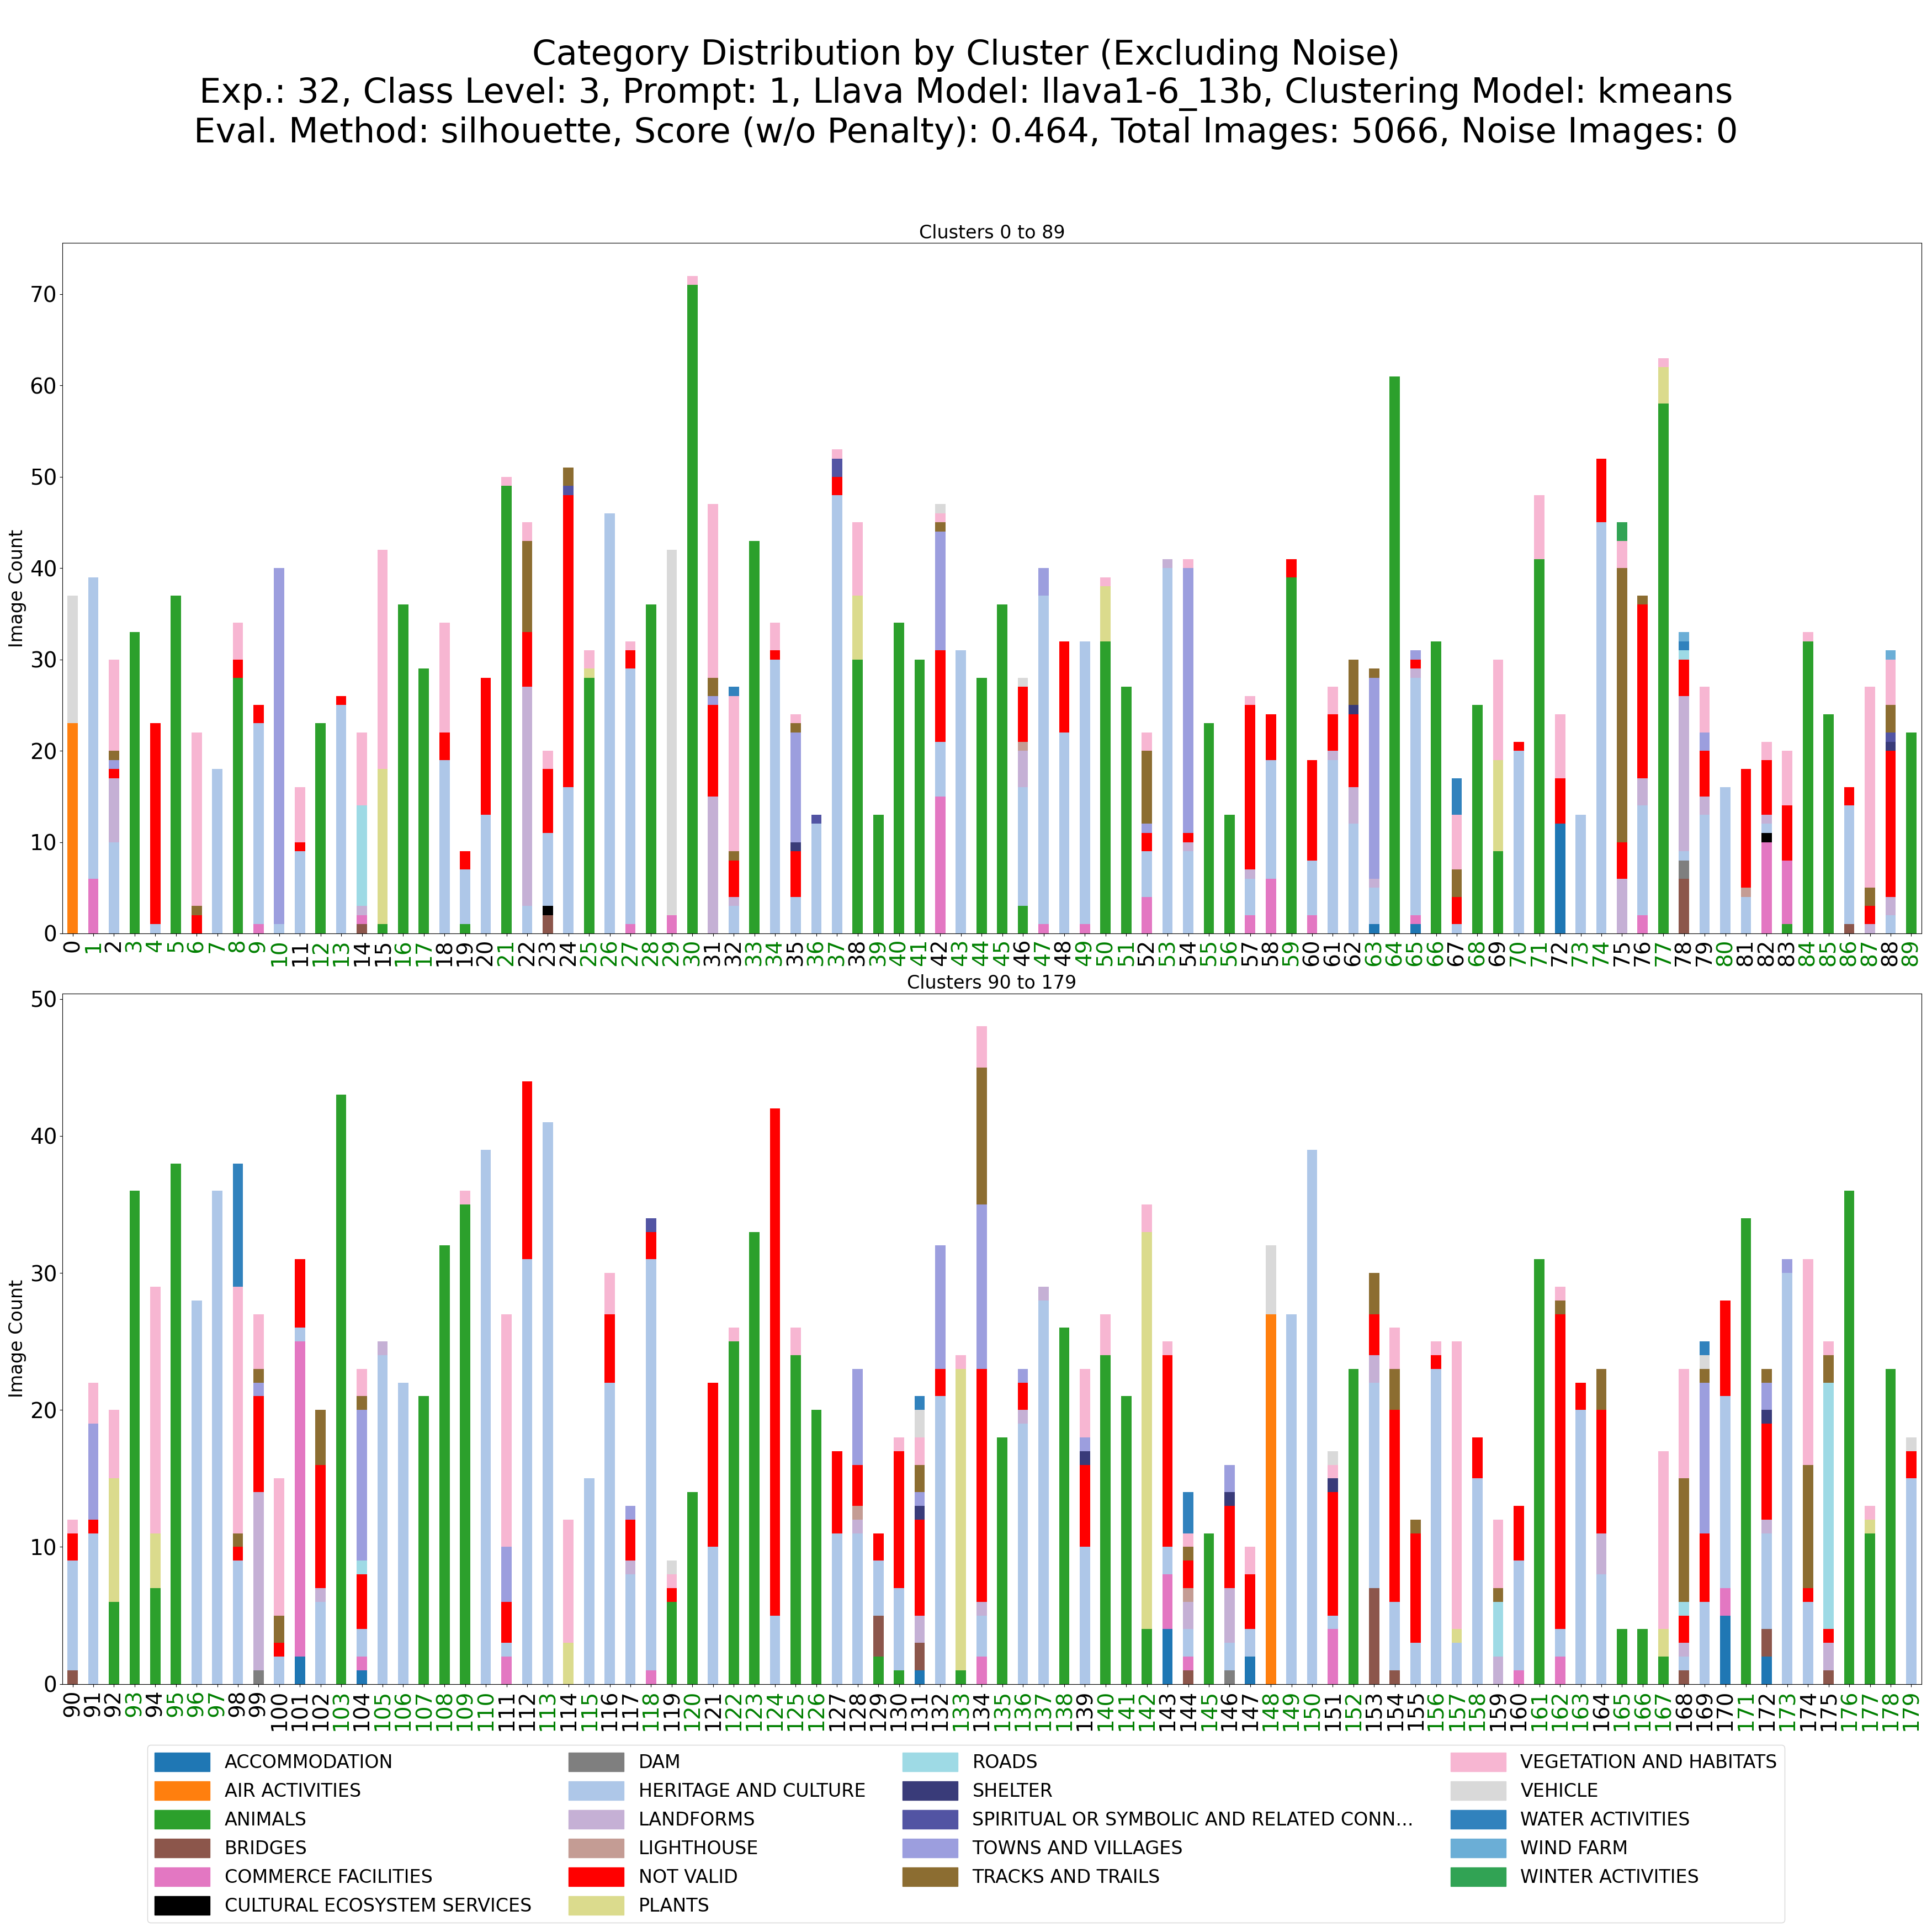 Category Distribution by Cluster (Excluding Noise)
Exp.: 32, Class Level: 3, Prompt: 1, Llava Model: llava1-6_13b, Clustering Model: kmeans
Eval. Method: silhouette, Score (w/o Penalty): 0.464, Total Images: 5066, Noise Images: 0
Clusters 0 to 89
70
60
50
40
30
20
10
0
Image Count
0 1 2 3 4 5 6 7 8 9 10 11 12 13 14 15 16 17 18 19 20 21 22 23 24 25 26 27 28 29 30 31 32 33 34 35 36 37 38 39 40 41 42 43 44 45 46 47 48 49 50 51 52 53 54 55 56 57 58 59 60 61 62 63 64 65 66 67 68 69 70 71 72 73 74 75 76 77 78 79 80 81 82 83 84 85 86 87 88 89
Clusters 90 to 179
50
40
30
20
10
0
Image Count
90 91 92 93 94 95 96 97 98 99 100 101 102 103 104 105 106 107 108 109 110 111 112 113 114 115 116 117 118 119 120 121 122 123 124 125 126 127 128 129 130 131 132 133 134 135 136 137 138 139 140 141 142 143 144 145 146 147 148 149 150 151 152 153 154 155 156 157 158 159 160 161 162 163 164 165 166 167 168 169 170 171 172 173 174 175 176 177 178 179
ACCOMMODATION
AIR ACTIVITIES
ANIMALS
BRIDGES
COMMERCE FACILITIES
CULTURAL ECOSYSTEM SERVICES
DAM
HERITAGE AND CULTURE
LANDFORMS
LIGHTHOUSE
NOT VALID
PLANTS
ROADS
SHELTER
SPIRITUAL OR SYMBOLIC AND RELATED CONN...
TOWNS AND VILLAGES
TRACKS AND TRAILS
VEGETATION AND HABITATS
VEHICLE
WATER ACTIVITIES
WIND FARM
WINTER ACTIVITIES